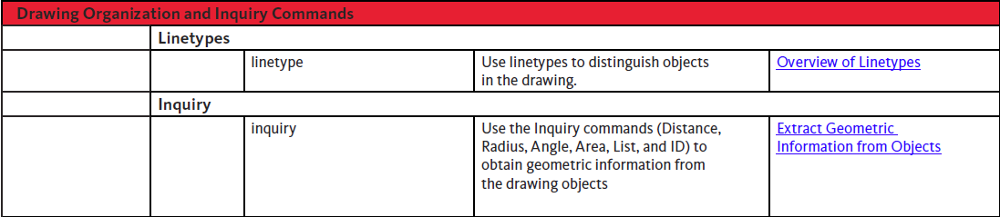 Drawing Organization and Inquiry Commands
Linetypes
linetype
Use linetypes to distinguish objects
in the drawing.
Overview of Linetypes
Inquiry
inquiry
Use the Inquiry commands (Distance,
Radius, Angle, Area, List, and ID) to
obtain geometric information from
the drawing objects
Extract Geometric
Information from Objects